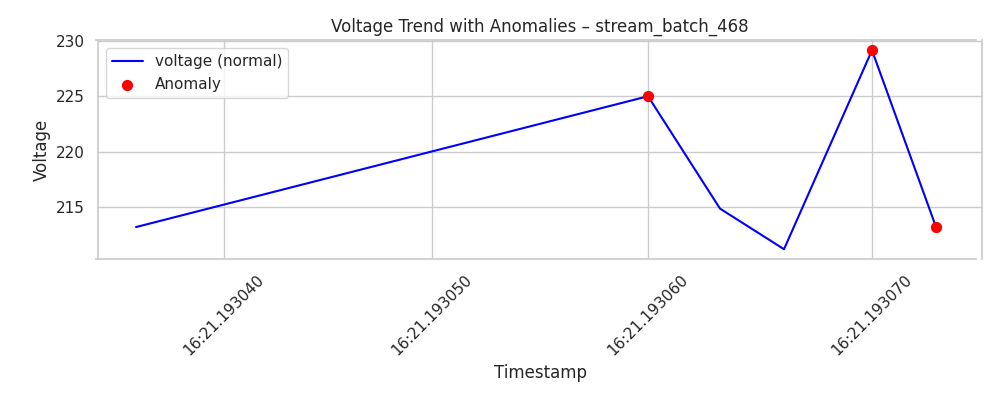 Voltage Trend with Anomalies – stream_batch_468
voltage (normal)
Anomaly
230
225
220
215
Voltage
16:21.193040
16:21.193050
16:21.193060
16:21.193070
Timestamp